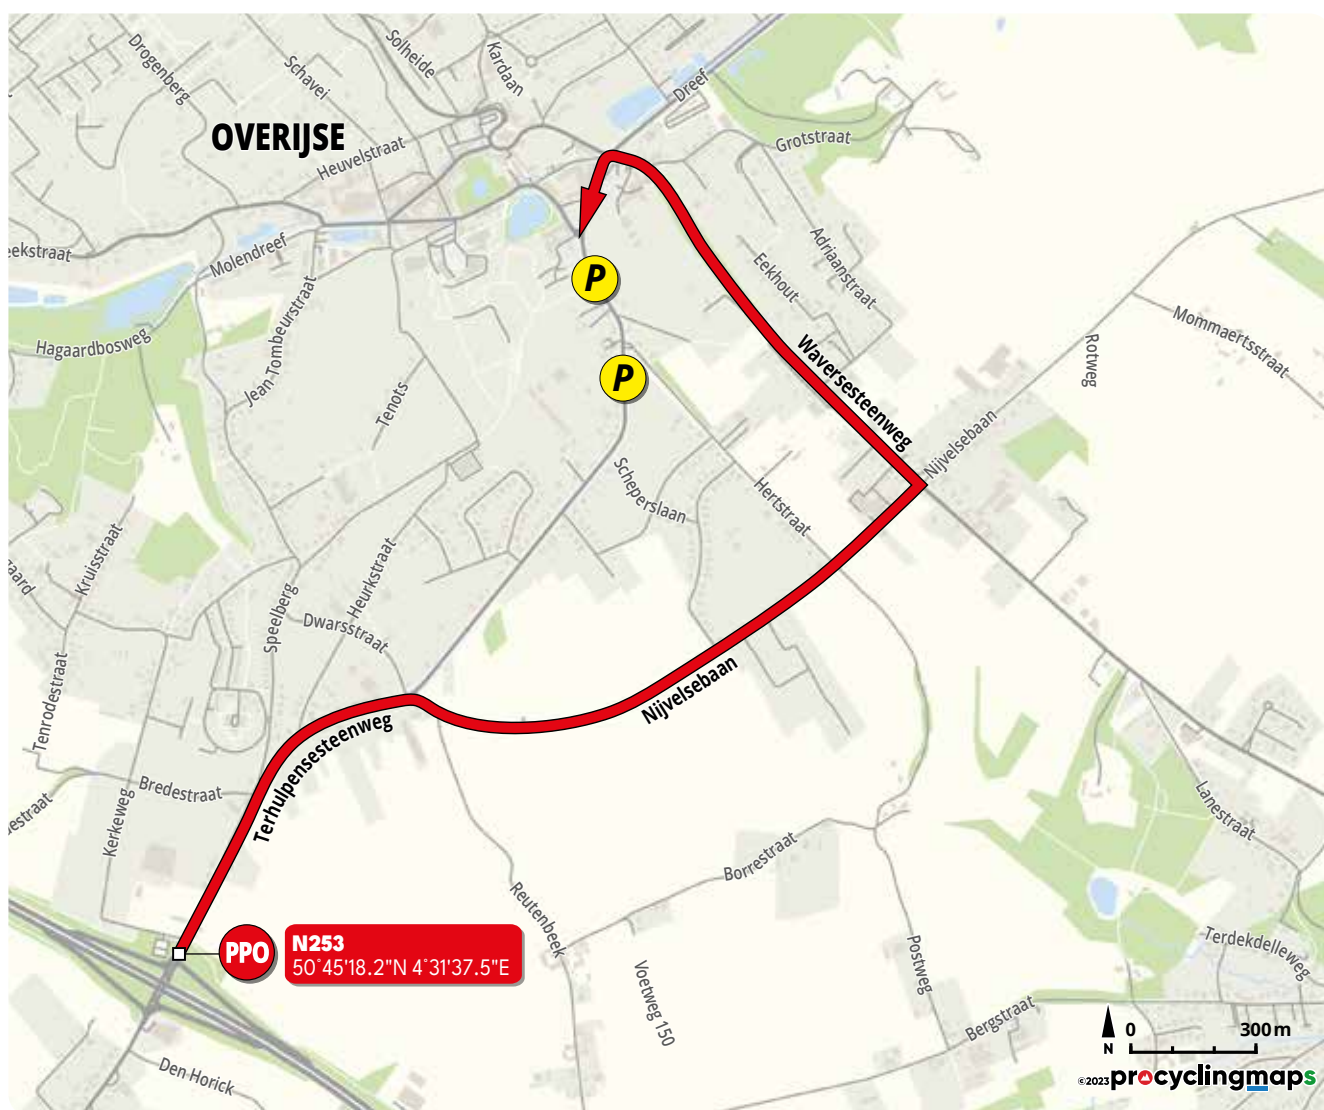 Drogenberg
Solheide
Kardaan
Schavei
Dreef
OVERIJSE
Heuvelstraat
Grotstraat
eekstraat
Molendreef
Adriaanstraat
Eekhout
Hagaardbosweg
Jean Tombeurstraat
P
Mommaertsstraat
Rotweg
Waversesteenweg
P
Tenots
Nijvelsebaan
Scheperslaan
Hertstraat
Kruisstraat
aard
Heurkstraat
Speelberg
Dwarsstraat
Tenrodestraat
Nijvelsebaan
Terhulpensesteenweg
Bredestraat
estraat
Kerkeweg
Lanestraat
Borrestraat
Reutenbeek
PPO
N253
50°45'18.2"N 4°31'37.5"E
Postweg
Terdekdelleweg
Voetweg 150
Bergstraat
Den Horick
N
0 300 m
©2023 procyclingmaps